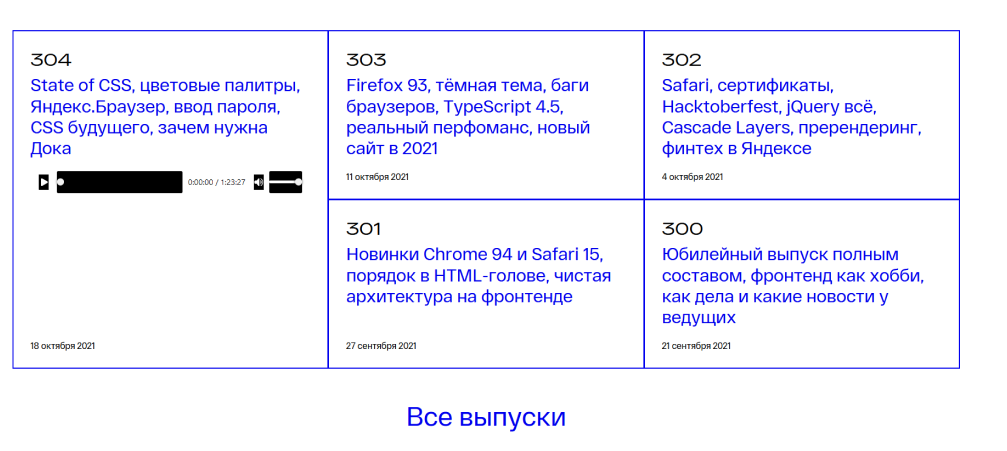 304
State of CSS, цветовые палитры,
Яндекс.Браузер, ввод пароля,
CSS будущего, зачем нужна
Дока
0:00:00 / 1:23:27
18 октября 2021
303
Firefox 93, тёмная тема, баги
браузеров, TypeScript 4.5,
реальный перфоманс, новый
сайт в 2021
11 октября 2021
302
Safari, сертификаты,
Hacktoberfest, jQuery всё,
Cascade Layers, пререндеринг,
финтех в Яндексе
4 октября 2021
301
Новинки Chrome 94 и Safari 15,
порядок в HTML-голове, чистая
архитектура на фронтенде
27 сентября 2021
300
Юбилейный выпуск полным
составом, фронтенд как хобби,
как дела и какие новости у
ведущих
21 сентября 2021
Все выпуски